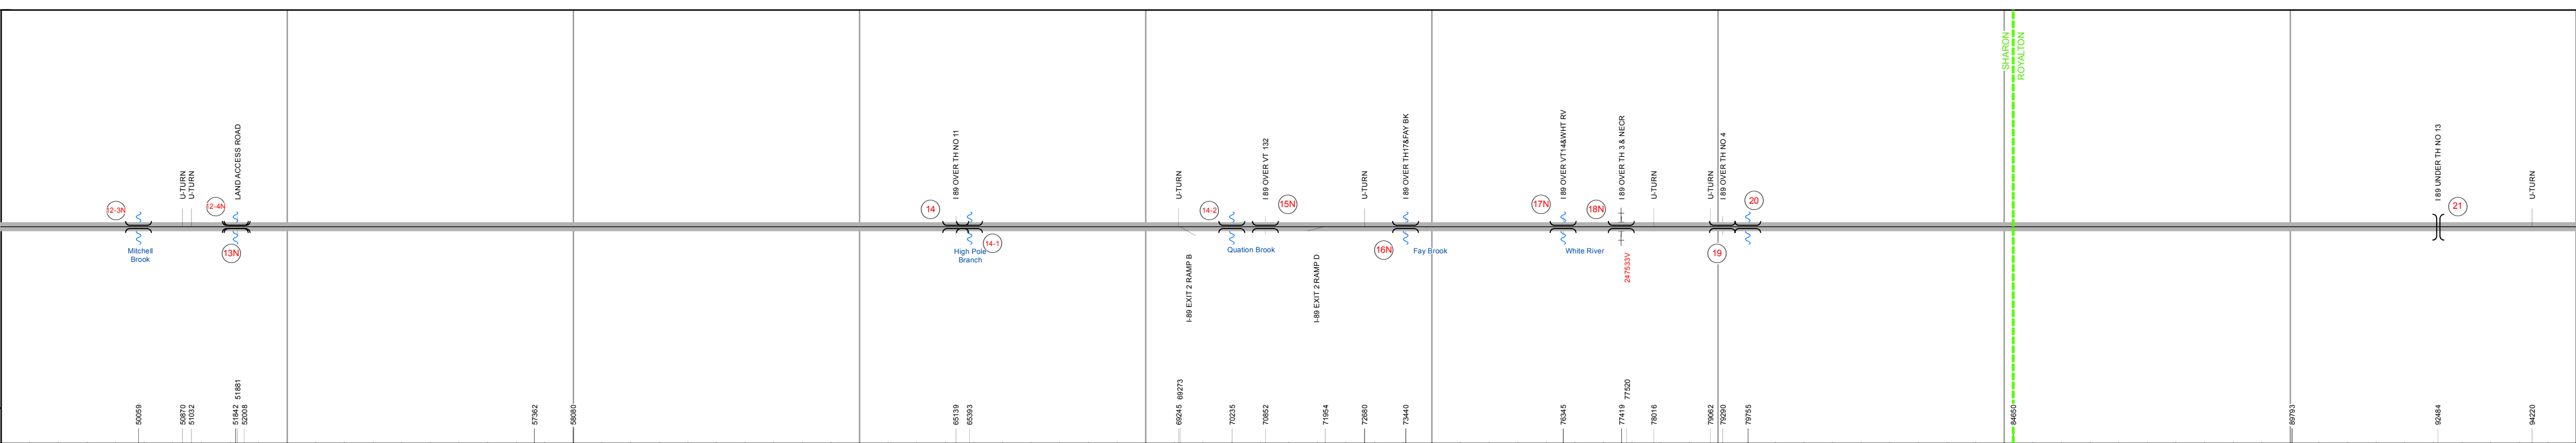 SHARON
ROYALTON
12-3N
U-TURN
U-TURN
12-4N
LAND ACCESS ROAD
13N
Mitchell
Brook
14
I 89 OVER TH NO 11
14-1
High Pole
Branch
U-TURN
14-2
I 89 OVER VT 132
15N
Quation Brook
I-89 EXIT 2 RAMP B
I-89 EXIT 2 RAMP D
U-TURN
I 89 OVER TH17&FAY BK
16N
Fay Brook
17N
I 89 OVER VT14&WHT RV
White River
18N
I 89 OVER TH 3 & NECR
247533V
U-TURN
U-TURN
I 89 OVER TH NO 4
19
20
I 89 UNDER TH NO 13
21
U-TURN
50059
50870
51032
51842
51881
52008
57362
58080
65139
65393
69245
69273
70235
70852
71954
72680
73440
76345
77419
77520
78016
79062
79290
79755
84650
89793
92484
94220